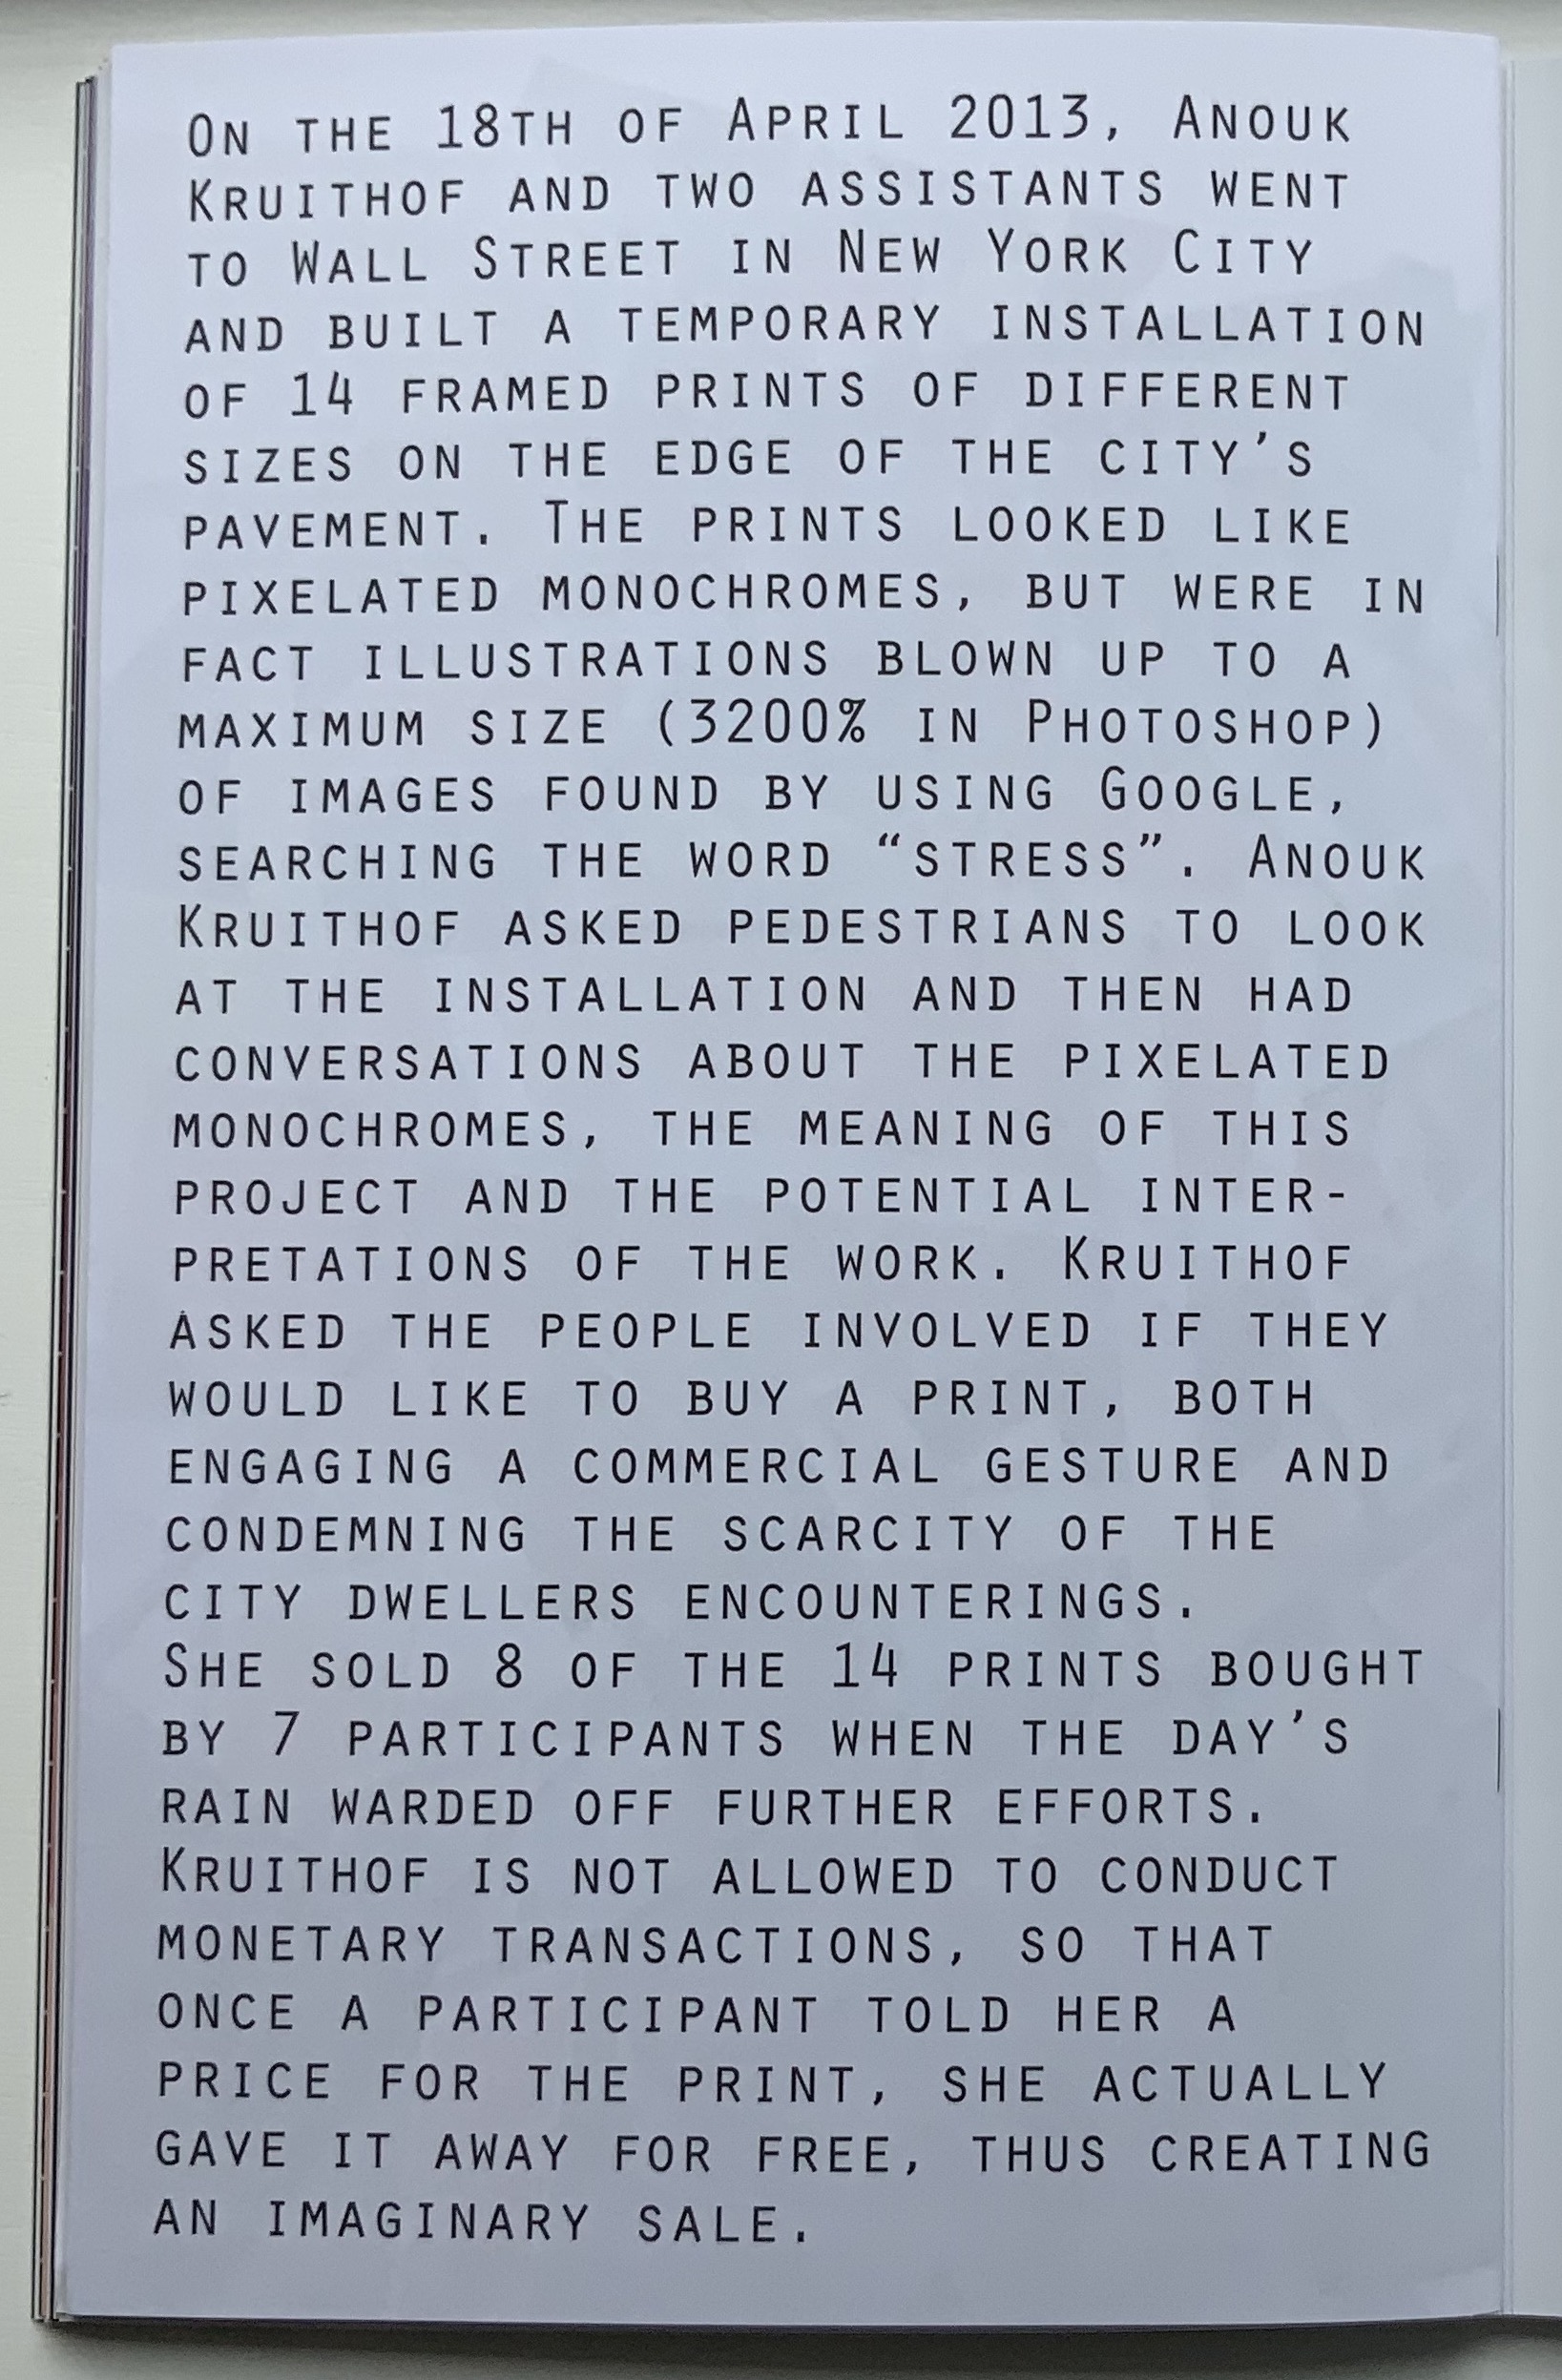 On the 18th of April 2013, Anouk
Kruithof and two assistants went
to Wall Street in New York City
and built a temporary installation
of 14 framed prints of different
sizes on the edge of the city’s
pavement. The prints looked like
pixelated monochromes, but were in
fact illustrations blown up to a
maximum size (3200% in Photoshop)
of images found by using Google,
searching the word “stress”. Anouk
Kruithof asked pedestrians to look
at the installation and then had
conversations about the pixelated
monochromes, the meaning of this
project and the potential inter-
pretations of the work. Kruithof
asked the people involved if they
would like to buy a print, both
engaging a commercial gesture and
condemning the scarcity of the
city dwellers encounterings.
She sold 8 of the 14 prints bought
by 7 participants when the day’s
rain warded off further efforts.
Kruithof is not allowed to conduct
monetary transactions, so that
once a participant told her a
price for the print, she actually
gave it away for free, thus creating
an imaginary sale.